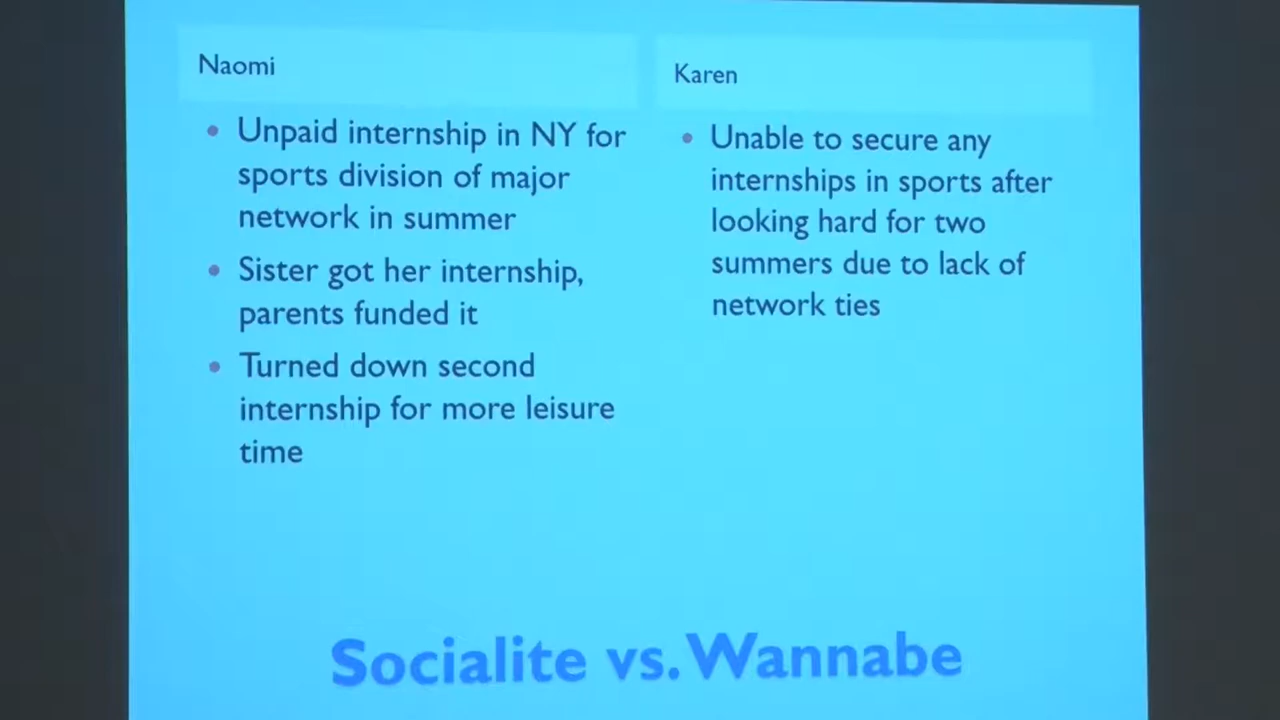 Naomi
Unpaid internship in NY for
sports division of major
network in summer
Sister got her internship,
parents funded it
Turned down second
internship for more leisure
time
Karen
Unable to secure any
internships in sports after
looking hard for two
summers due to lack of
network ties
Socialite vs. Wannabe